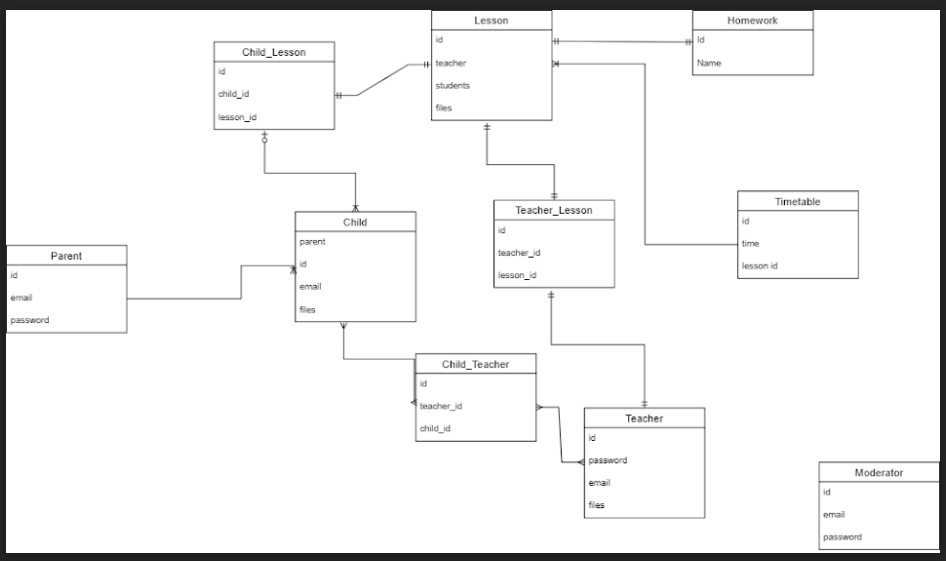 Lesson
id
teacher
students
files
Homework
Id
Name
Child_Lesson
id
child_id
lesson_id
Timetable
id
time
lesson id
Teacher_Lesson
id
teacher_id
lesson_id
Child
parent
id
email
files
Parent
id
email
password
Child_Teacher
id
teacher_id
child_id
Teacher
id
password
email
files
Moderator
id
email
password